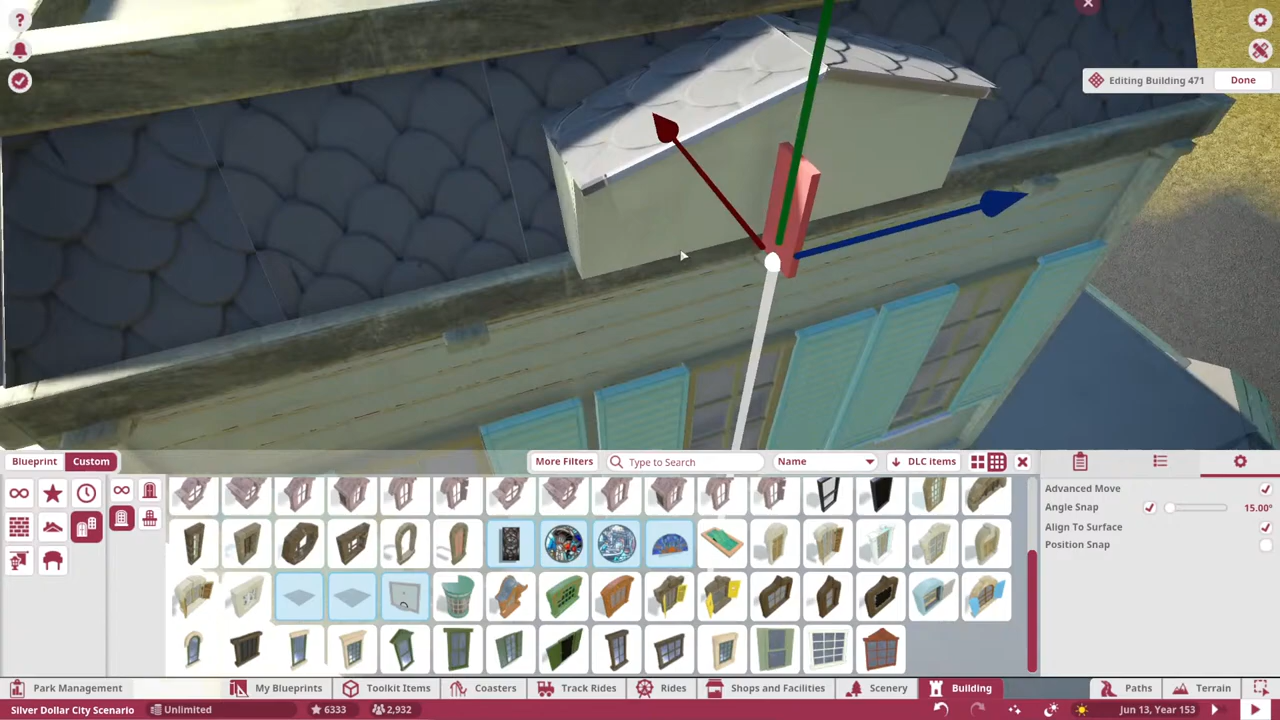 ?
Editing Building 471 Done
Blueprint Custom More Filters Type to Search Name DLC items
Advanced Move
Angle Snap 15.00°
Align To Surface
Position Snap
Park Management My Blueprints Toolkit Items Coasters Track Rides Rides Shops and Facilities Scenery Building Paths Terrain
Silver Dollar City Scenario Unlimited 6333 2,932 Jun 13, Year 153